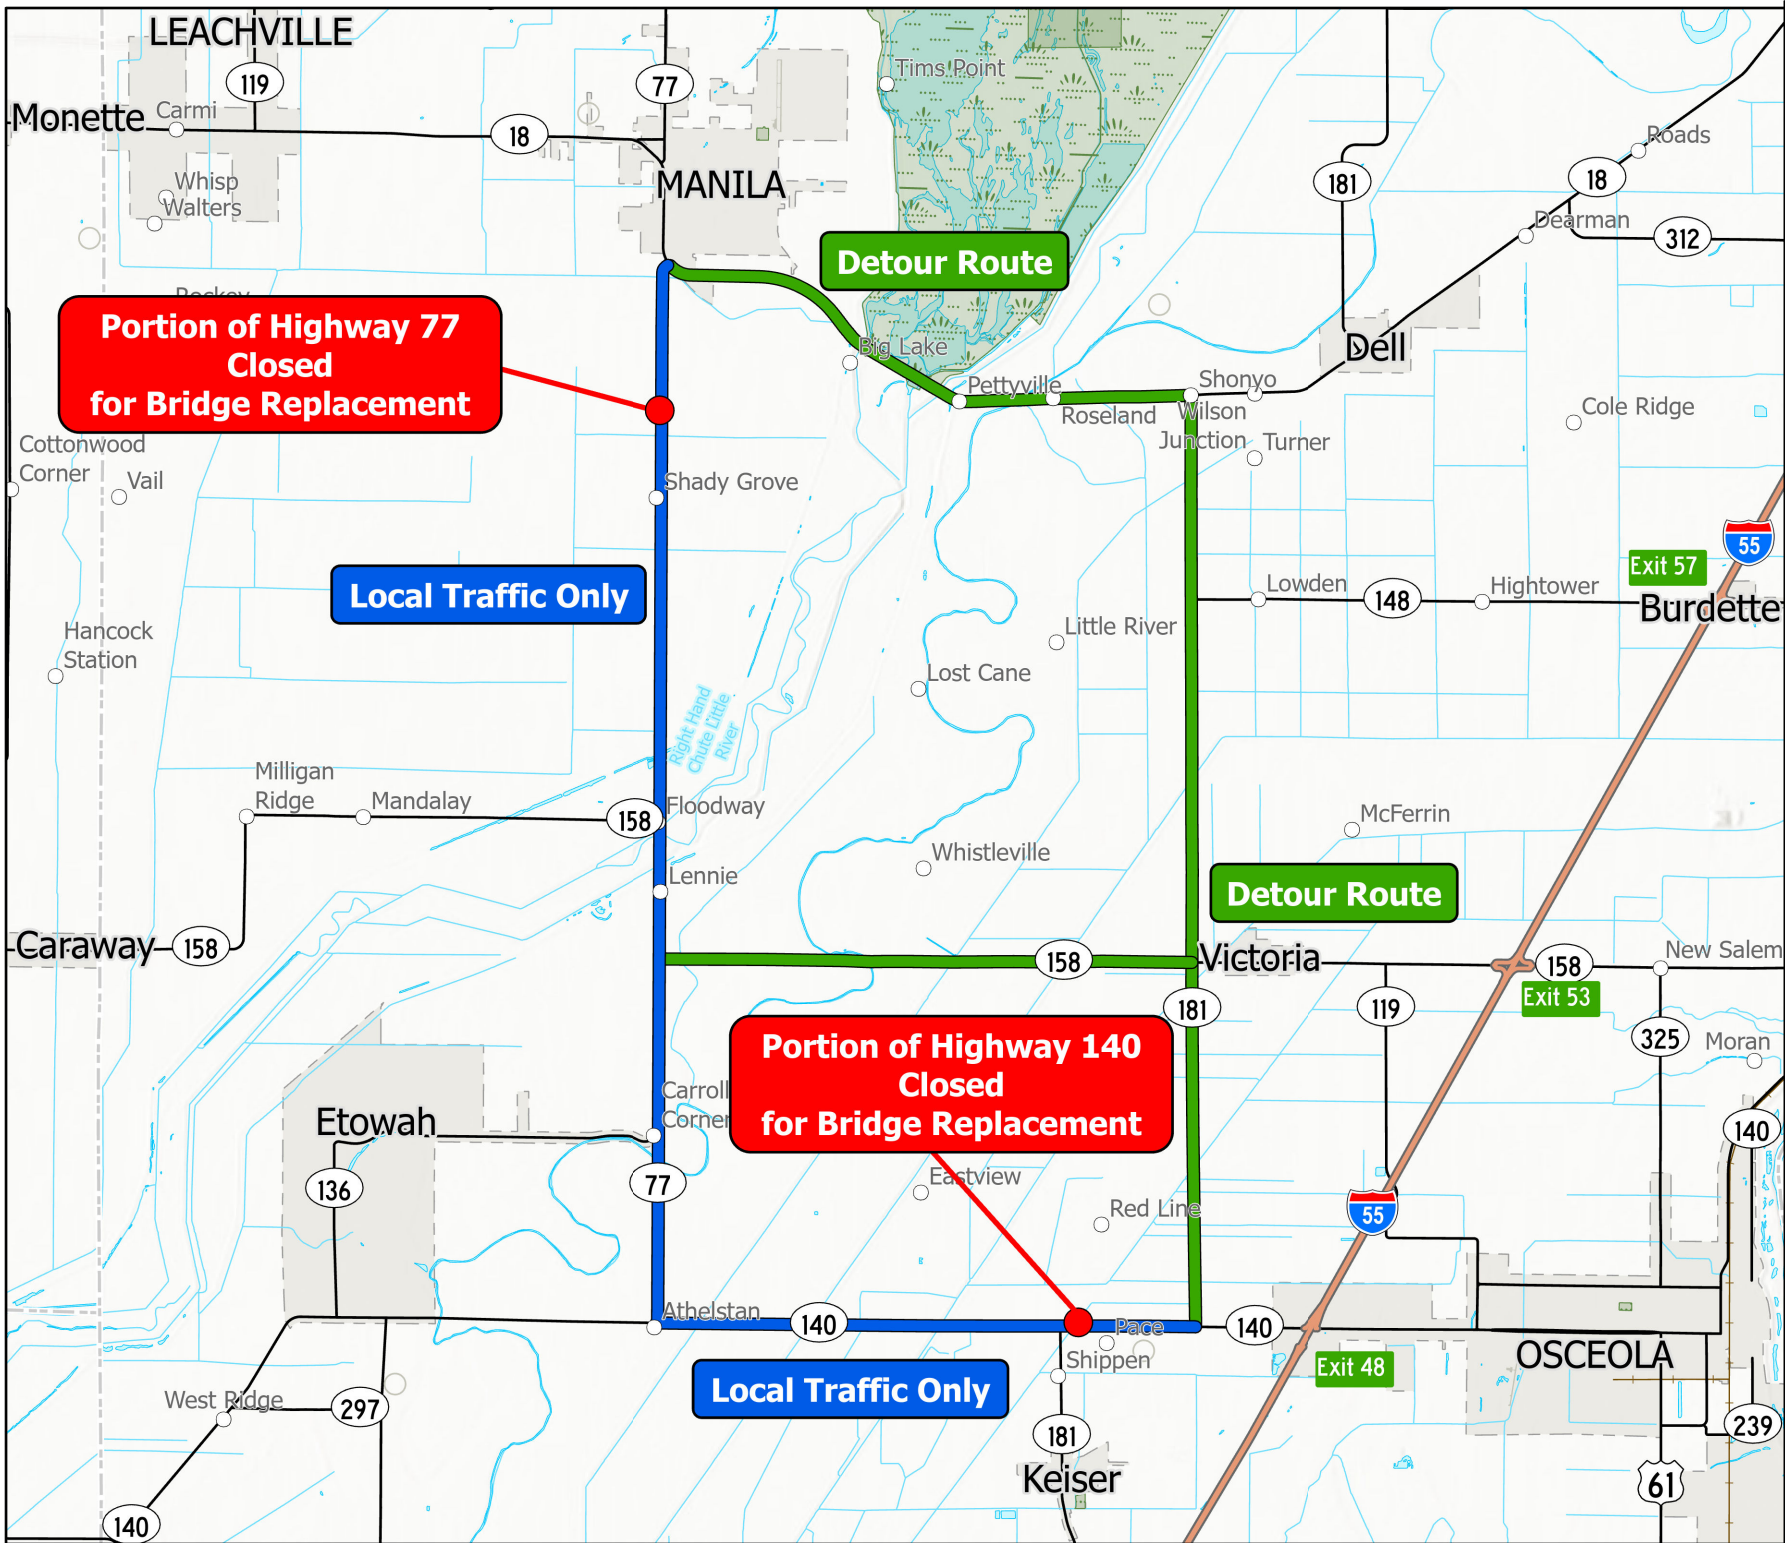 LEACHVILLE
119
77
Tims Point
Monette
Carmi
18
Roads
MANILA
181
18
Whisp
Walters
Dearman
312
Detour Route
Portion of Highway 77
Closed
for Bridge Replacement
Big Lake
Dell
Pettyville
Shonyo
Roseland
Wilson
Junction
Turner
Cole Ridge
Cottonwood
Corner
Vail
Shady Grove
55
Exit 57
Local Traffic Only
Lowden
148
Hightower
Burdette
Hancock
Station
Little River
Lost Cane
Right Hand
Chute Little
River
Milligan
Ridge
Mandalay
158
Floodway
McFerrin
Whistleville
Lennie
Detour Route
Caraway
158
158
Victoria
158
New Salem
Exit 53
181
119
325
Moran
Portion of Highway 140
Closed
for Bridge Replacement
Carroll
Corner
Etowah
140
136
77
Eastview
Red Line
55
Athelstan
140
Pace
140
Shippen
Exit 48
OSCEOLA
Local Traffic Only
West Ridge
297
181
239
Keiser
61
140